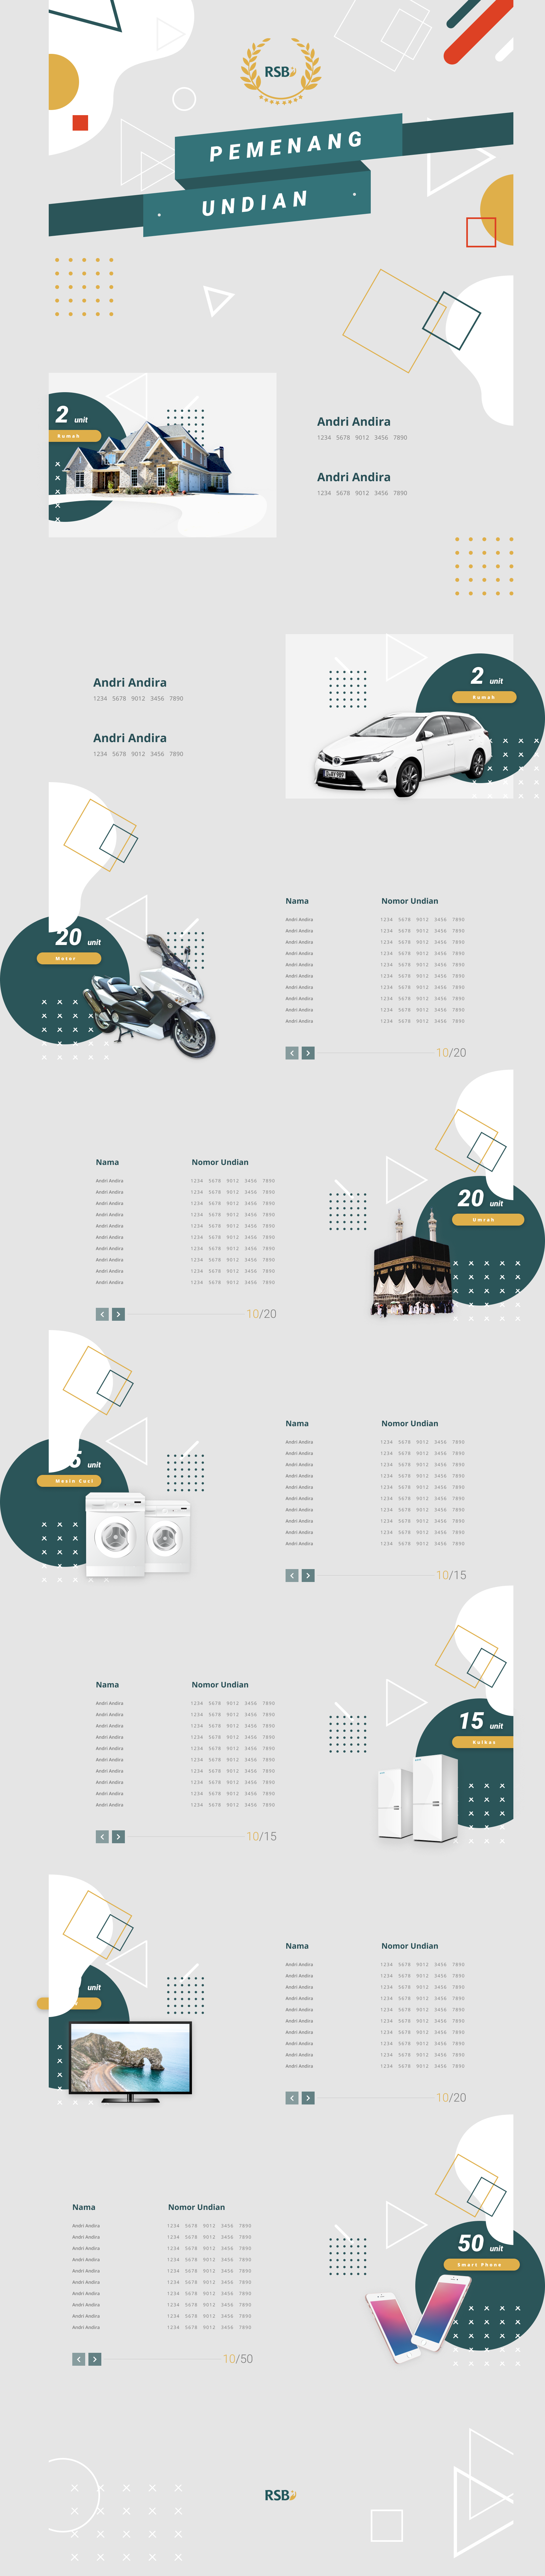 RSB
PEMENANG
UNDIAN
2 unit
Rumah
Andri Andira
1234 5678 9012 3456 7890
Andri Andira
1234 5678 9012 3456 7890
Andri Andira
1234 5678 9012 3456 7890
Andri Andira
1234 5678 9012 3456 7890
2 unit
Rumah
20 unit
Motor
Nama Nomor Undian
Andri Andira 1234 5678 9012 3456 7890
Andri Andira 1234 5678 9012 3456 7890
Andri Andira 1234 5678 9012 3456 7890
Andri Andira 1234 5678 9012 3456 7890
Andri Andira 1234 5678 9012 3456 7890
Andri Andira 1234 5678 9012 3456 7890
Andri Andira 1234 5678 9012 3456 7890
Andri Andira 1234 5678 9012 3456 7890
Andri Andira 1234 5678 9012 3456 7890
Andri Andira 1234 5678 9012 3456 7890
10/20
Nama Nomor Undian
Andri Andira 1234 5678 9012 3456 7890
Andri Andira 1234 5678 9012 3456 7890
Andri Andira 1234 5678 9012 3456 7890
Andri Andira 1234 5678 9012 3456 7890
Andri Andira 1234 5678 9012 3456 7890
Andri Andira 1234 5678 9012 3456 7890
Andri Andira 1234 5678 9012 3456 7890
Andri Andira 1234 5678 9012 3456 7890
Andri Andira 1234 5678 9012 3456 7890
Andri Andira 1234 5678 9012 3456 7890
10/20
20 unit
Umrah
unit
Mesin Cuci
Nama Nomor Undian
Andri Andira 1234 5678 9012 3456 7890
Andri Andira 1234 5678 9012 3456 7890
Andri Andira 1234 5678 9012 3456 7890
Andri Andira 1234 5678 9012 3456 7890
Andri Andira 1234 5678 9012 3456 7890
Andri Andira 1234 5678 9012 3456 7890
Andri Andira 1234 5678 9012 3456 7890
Andri Andira 1234 5678 9012 3456 7890
Andri Andira 1234 5678 9012 3456 7890
Andri Andira 1234 5678 9012 3456 7890
10/15
Nama Nomor Undian
Andri Andira 1234 5678 9012 3456 7890
Andri Andira 1234 5678 9012 3456 7890
Andri Andira 1234 5678 9012 3456 7890
Andri Andira 1234 5678 9012 3456 7890
Andri Andira 1234 5678 9012 3456 7890
Andri Andira 1234 5678 9012 3456 7890
Andri Andira 1234 5678 9012 3456 7890
Andri Andira 1234 5678 9012 3456 7890
Andri Andira 1234 5678 9012 3456 7890
Andri Andira 1234 5678 9012 3456 7890
10/15
15 unit
Kulkas
unit
Nama Nomor Undian
Andri Andira 1234 5678 9012 3456 7890
Andri Andira 1234 5678 9012 3456 7890
Andri Andira 1234 5678 9012 3456 7890
Andri Andira 1234 5678 9012 3456 7890
Andri Andira 1234 5678 9012 3456 7890
Andri Andira 1234 5678 9012 3456 7890
Andri Andira 1234 5678 9012 3456 7890
Andri Andira 1234 5678 9012 3456 7890
Andri Andira 1234 5678 9012 3456 7890
Andri Andira 1234 5678 9012 3456 7890
10/20
Nama Nomor Undian
Andri Andira 1234 5678 9012 3456 7890
Andri Andira 1234 5678 9012 3456 7890
Andri Andira 1234 5678 9012 3456 7890
Andri Andira 1234 5678 9012 3456 7890
Andri Andira 1234 5678 9012 3456 7890
Andri Andira 1234 5678 9012 3456 7890
Andri Andira 1234 5678 9012 3456 7890
Andri Andira 1234 5678 9012 3456 7890
Andri Andira 1234 5678 9012 3456 7890
Andri Andira 1234 5678 9012 3456 7890
10/50
50 unit
Smart Phone
RSB